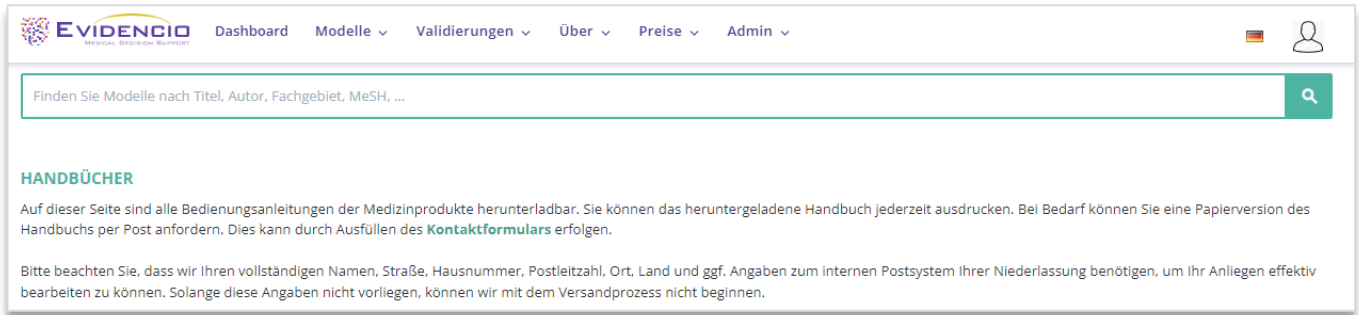 EVIDENCIO
MEDICAL DECISION SUPPORT
Dashboard Modelle Validierungen Über Preise Admin
Finden Sie Modelle nach Titel, Autor, Fachgebiet, MeSH, ...
HANDBÜCHER
Auf dieser Seite sind alle Bedienungsanleitungen der Medizinprodukte herunterladbar. Sie können das heruntergeladene Handbuch jederzeit ausdrucken. Bei Bedarf können Sie eine Papierversion des
Handbuchs per Post anfordern. Dies kann durch Ausfüllen des Kontaktformulars erfolgen.
Bitte beachten Sie, dass wir Ihren vollständigen Namen, Straße, Hausnummer, Postleitzahl, Ort, Land und ggf. Angaben zum internen Postsystem Ihrer Niederlassung benötigen, um Ihr Anliegen effektiv
bearbeiten zu können. Solange diese Angaben nicht vorliegen, können wir mit dem Versandprozess nicht beginnen.